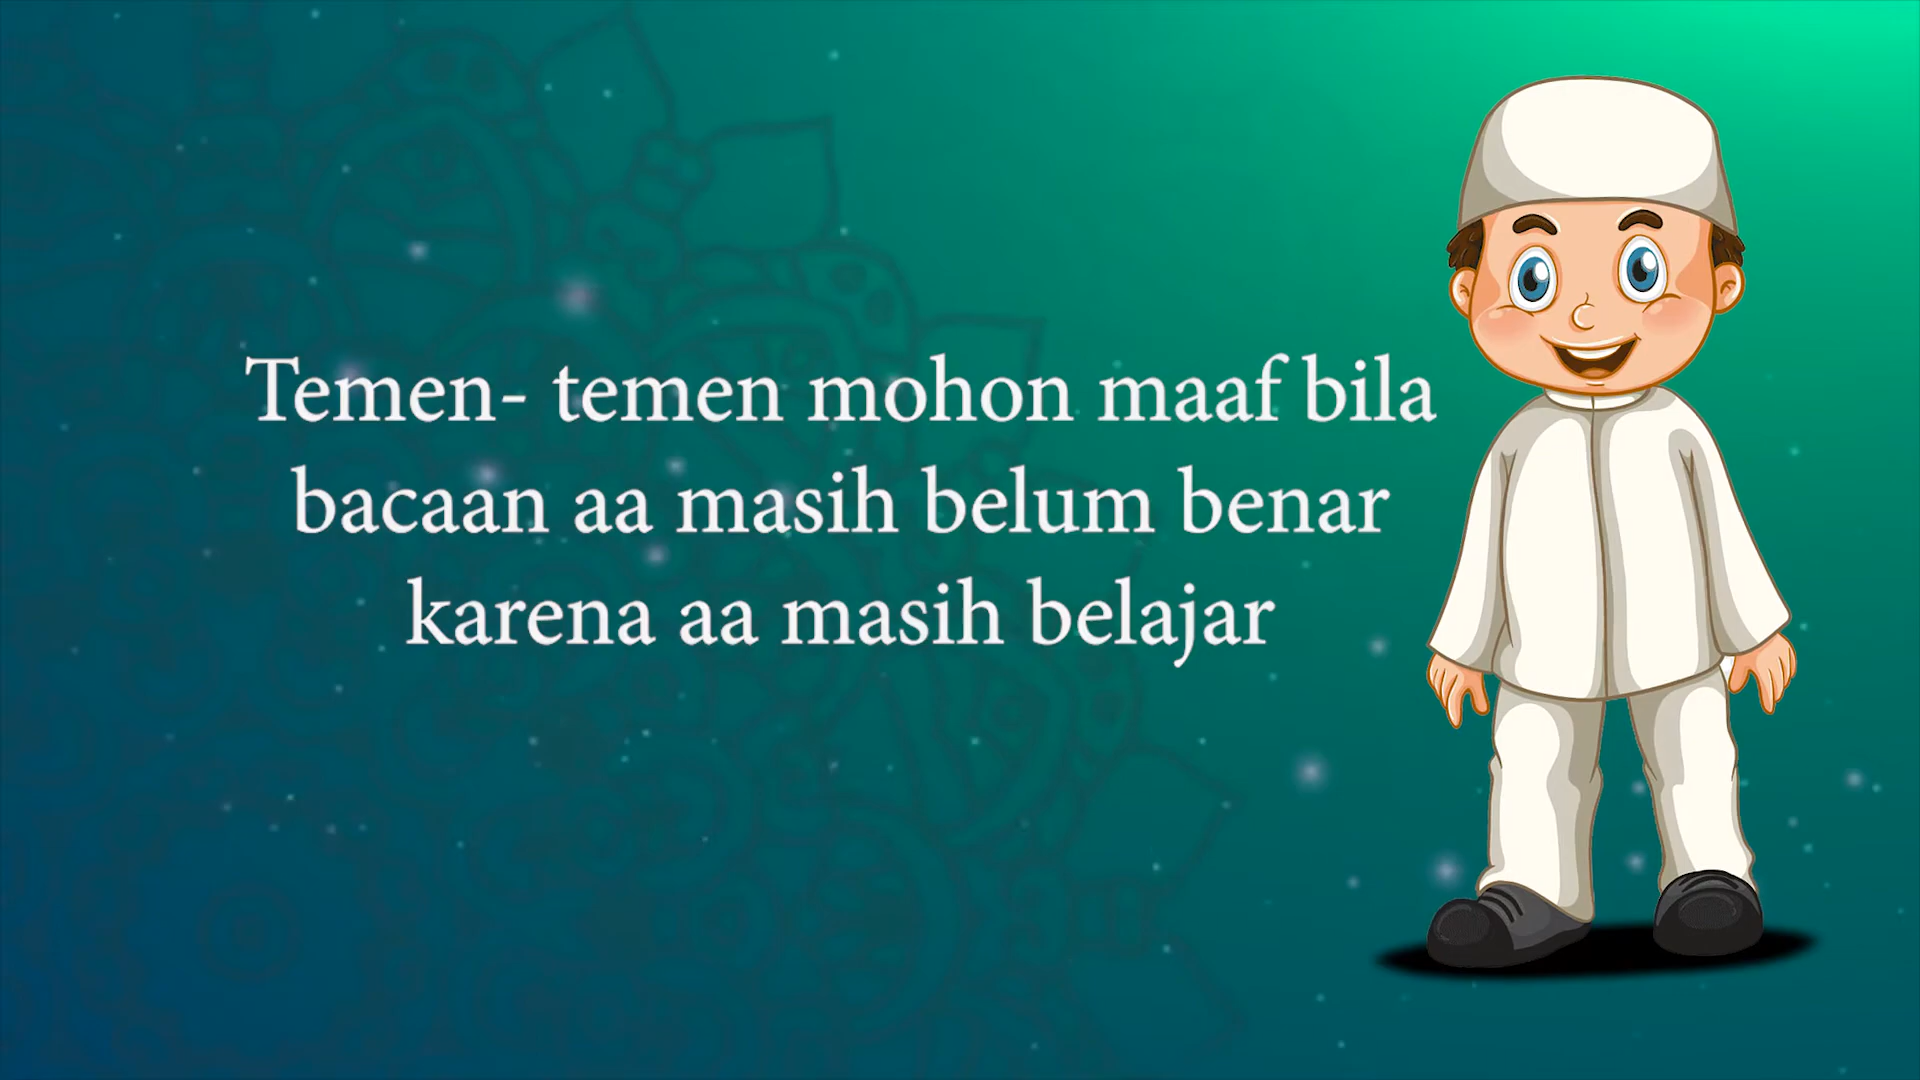 Temen- temen mohon maaf bila
bacaan aa masih belum benar
karena aa masih belajar